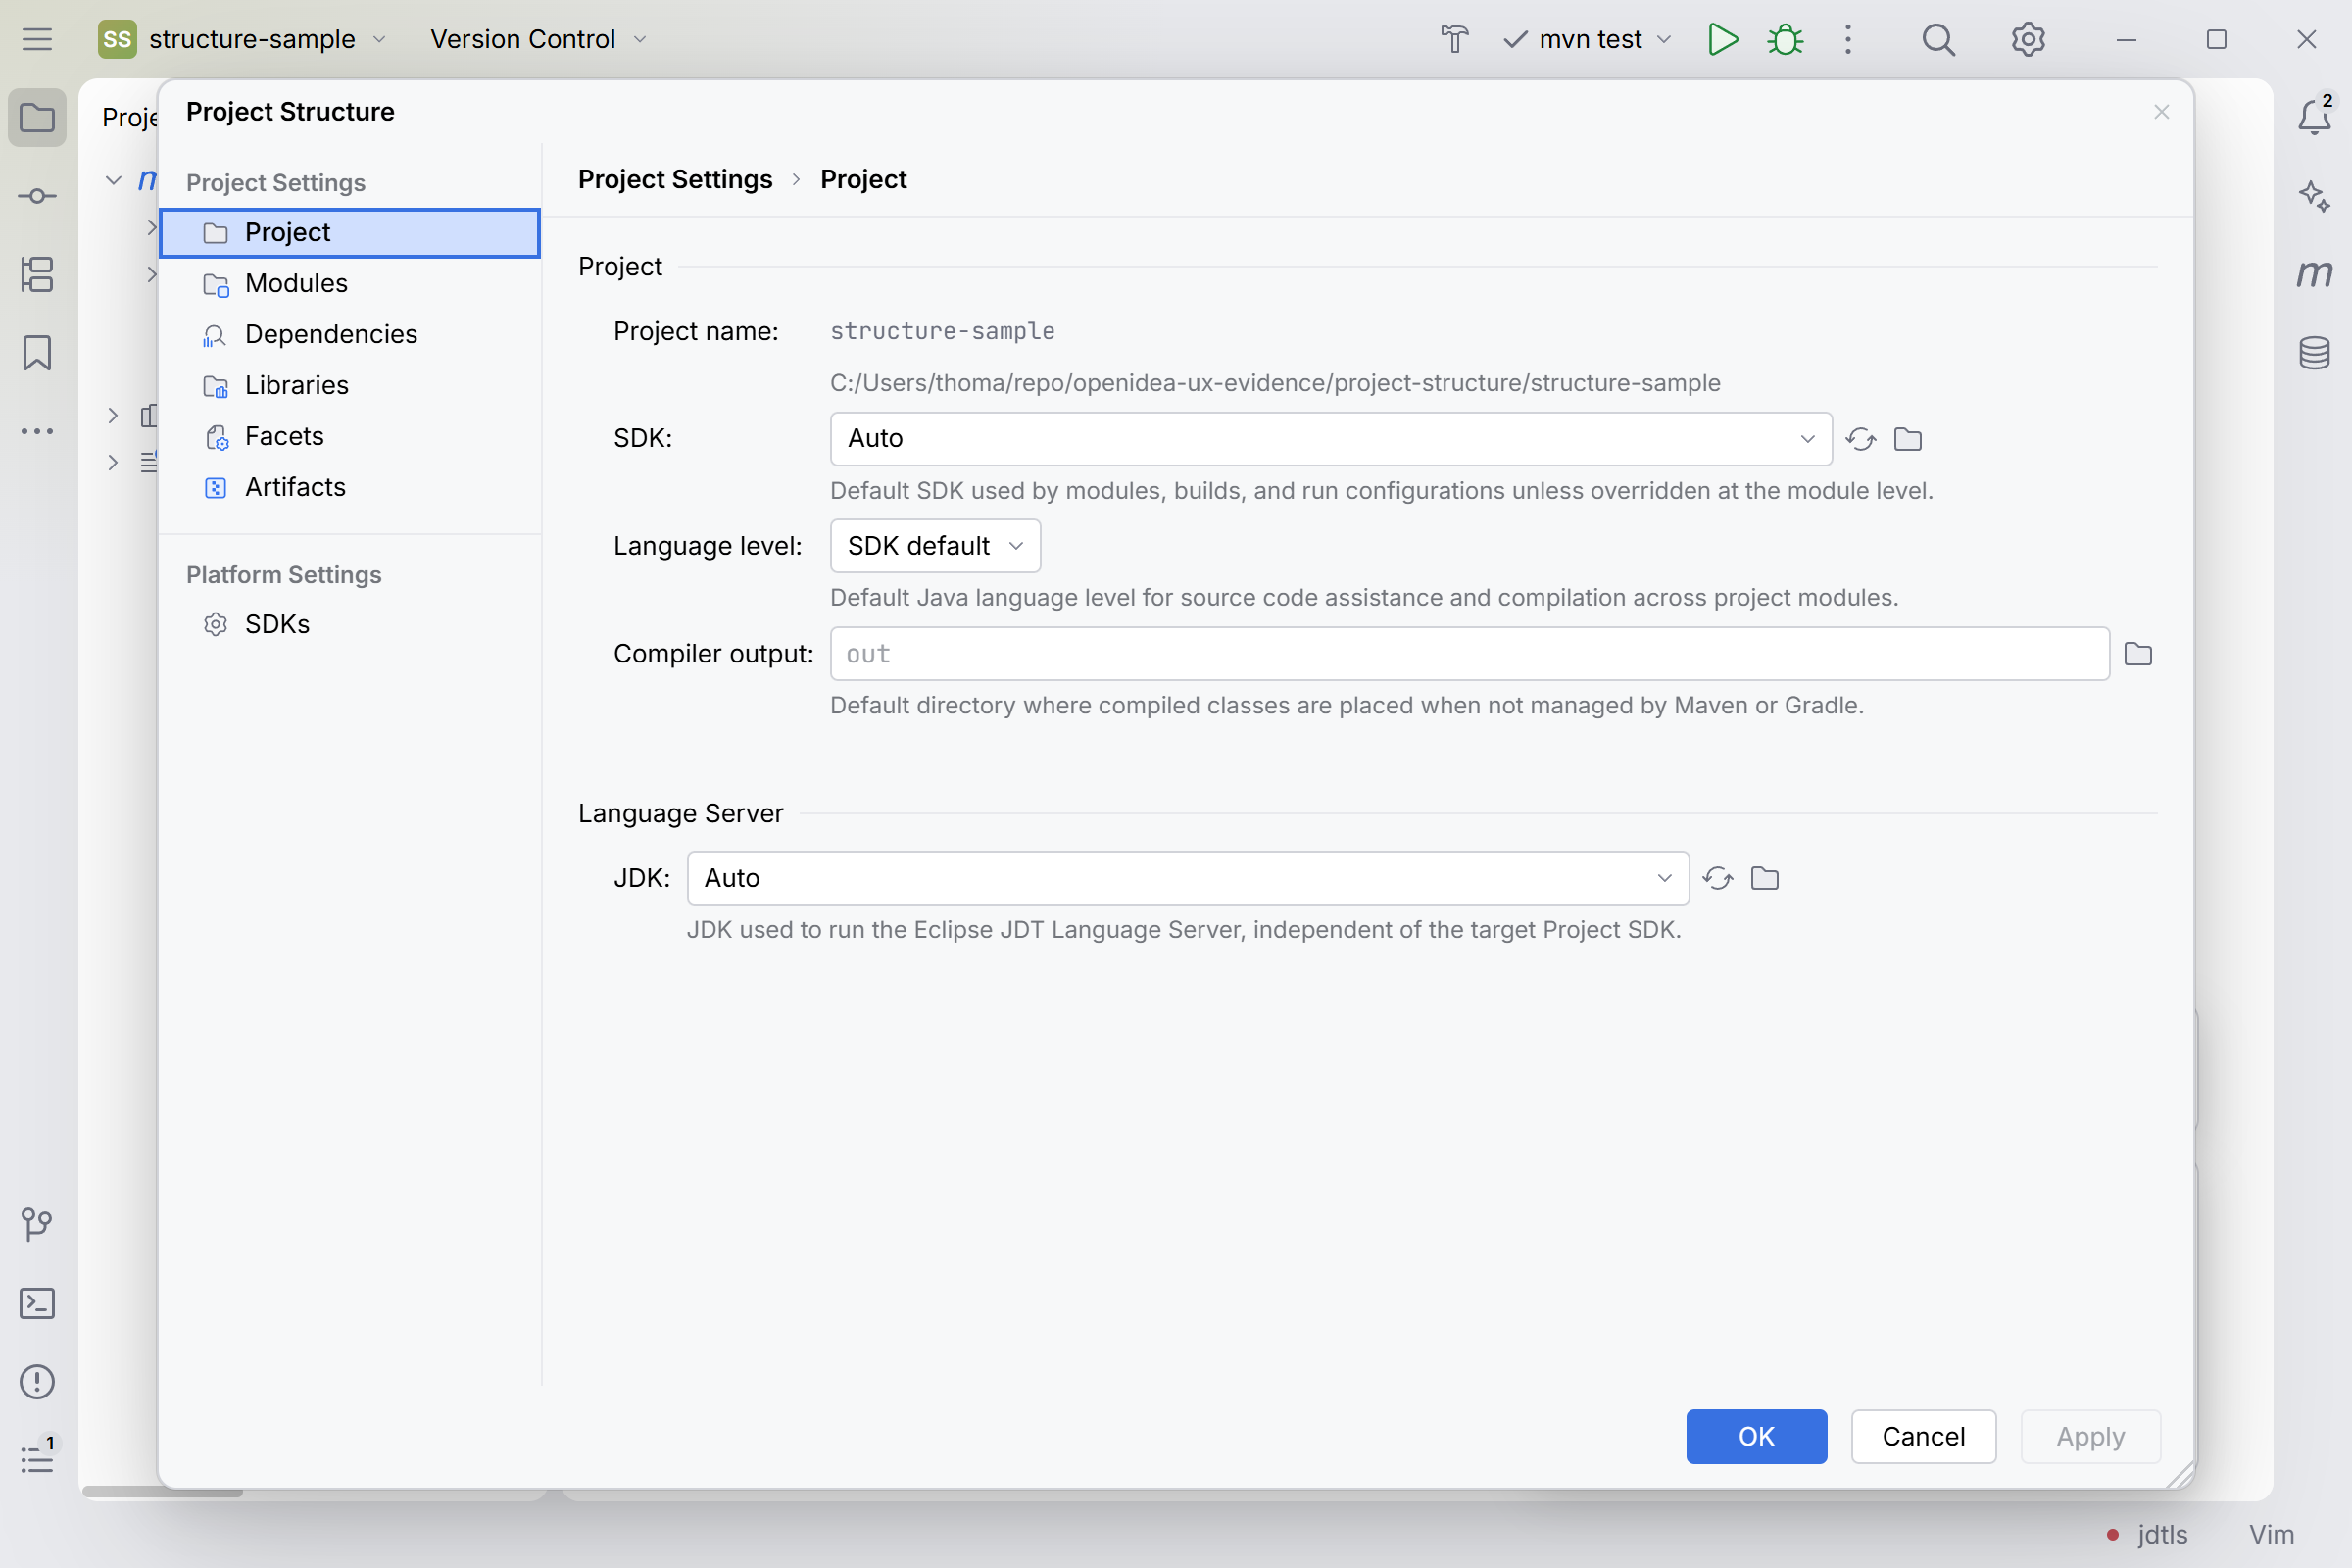 SS structure-sample Version Control mvn test
Project Structure
2
Project Settings
Project
Modules
Dependencies
Libraries
Facets
Artifacts
Platform Settings
SDKs
Project Settings > Project
Project
Project name: structure-sample
C:/Users/thoma/repo/openidea-ux-evidence/project-structure/structure-sample
SDK: Auto
Default SDK used by modules, builds, and run configurations unless overridden at the module level.
Language level: SDK default
Default Java language level for source code assistance and compilation across project modules.
Compiler output: out
Default directory where compiled classes are placed when not managed by Maven or Gradle.
Language Server
JDK: Auto
JDK used to run the Eclipse JDT Language Server, independent of the target Project SDK.
OK Cancel Apply
1
jdtls Vim